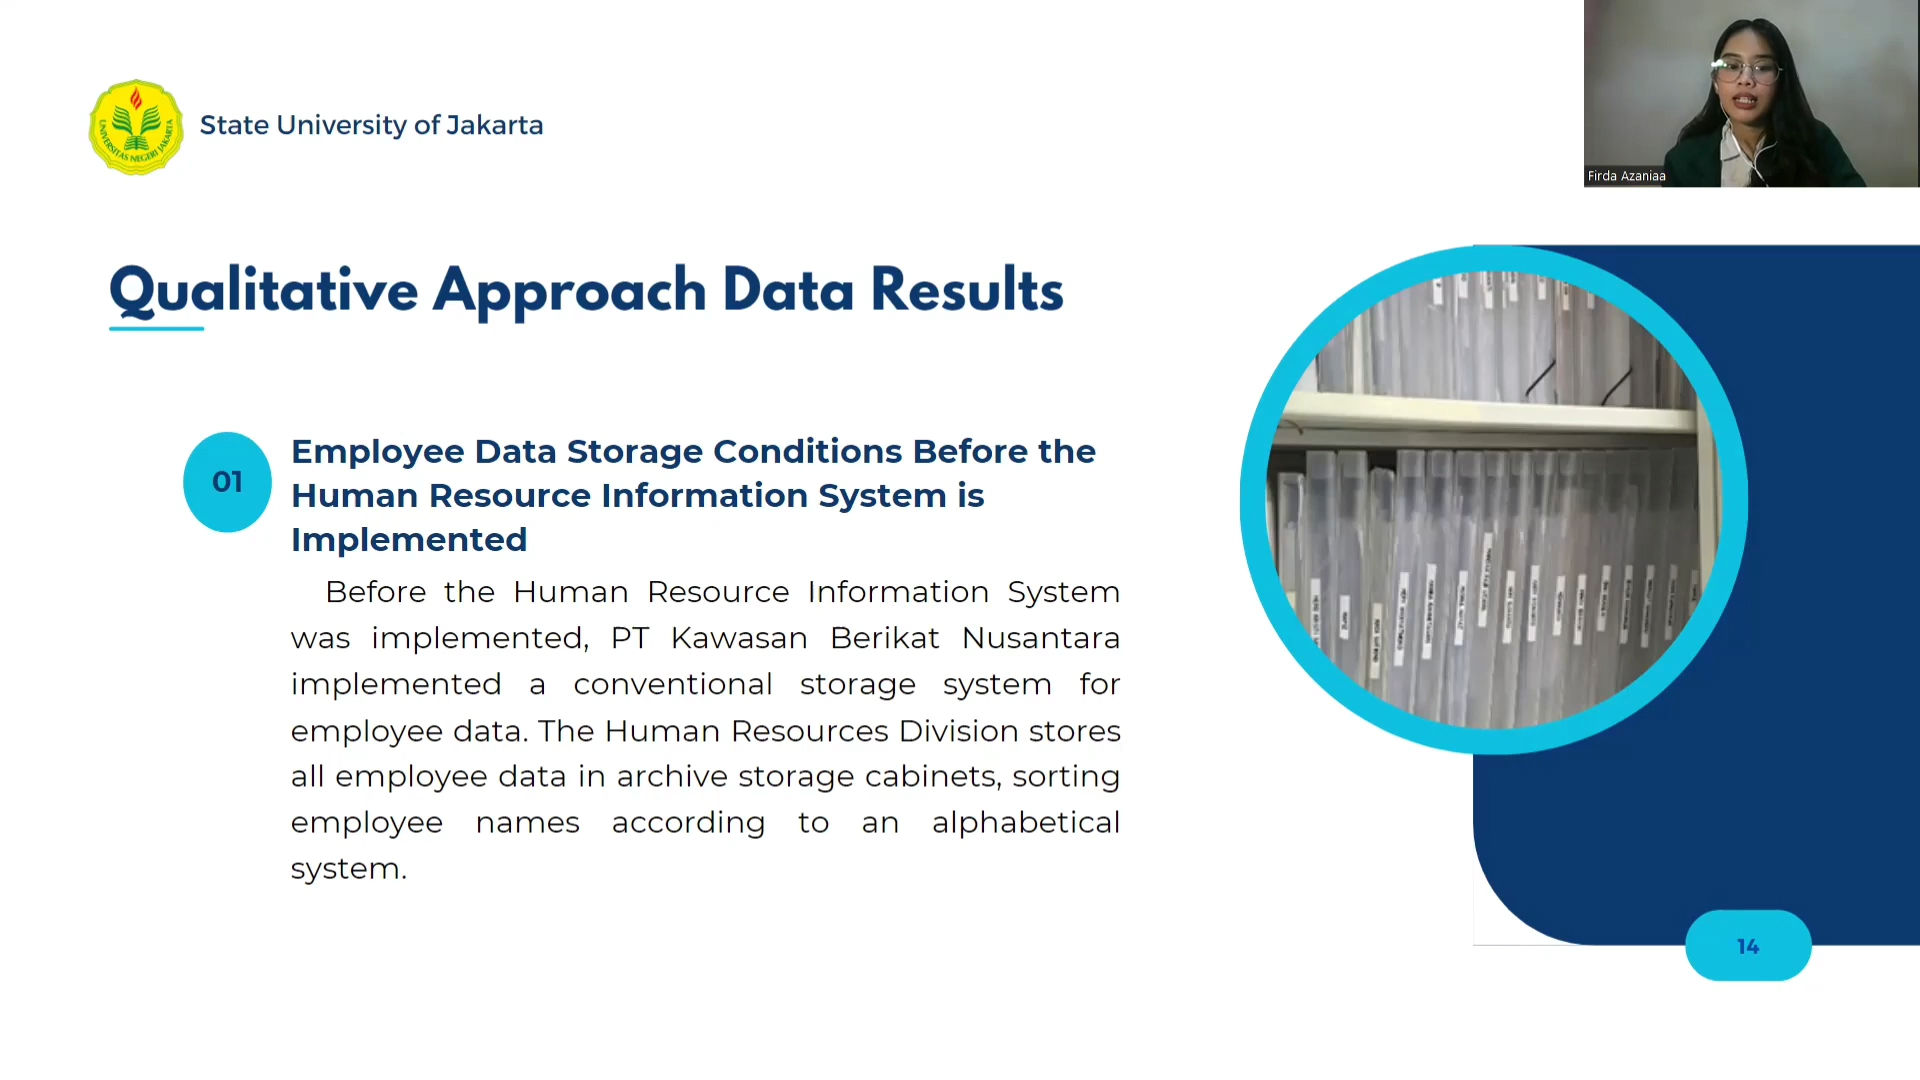 UNIVERSITAS NEGERI JAKARTA
State University of Jakarta
Firda Azaniaa
Qualitative Approach Data Results
01
Employee Data Storage Conditions Before the
Human Resource Information System is
Implemented
Before the Human Resource Information System
was implemented, PT Kawasan Berikat Nusantara
implemented a conventional storage system for
employee data. The Human Resources Division stores
all employee data in archive storage cabinets, sorting
employee names according to an alphabetical
system.
14